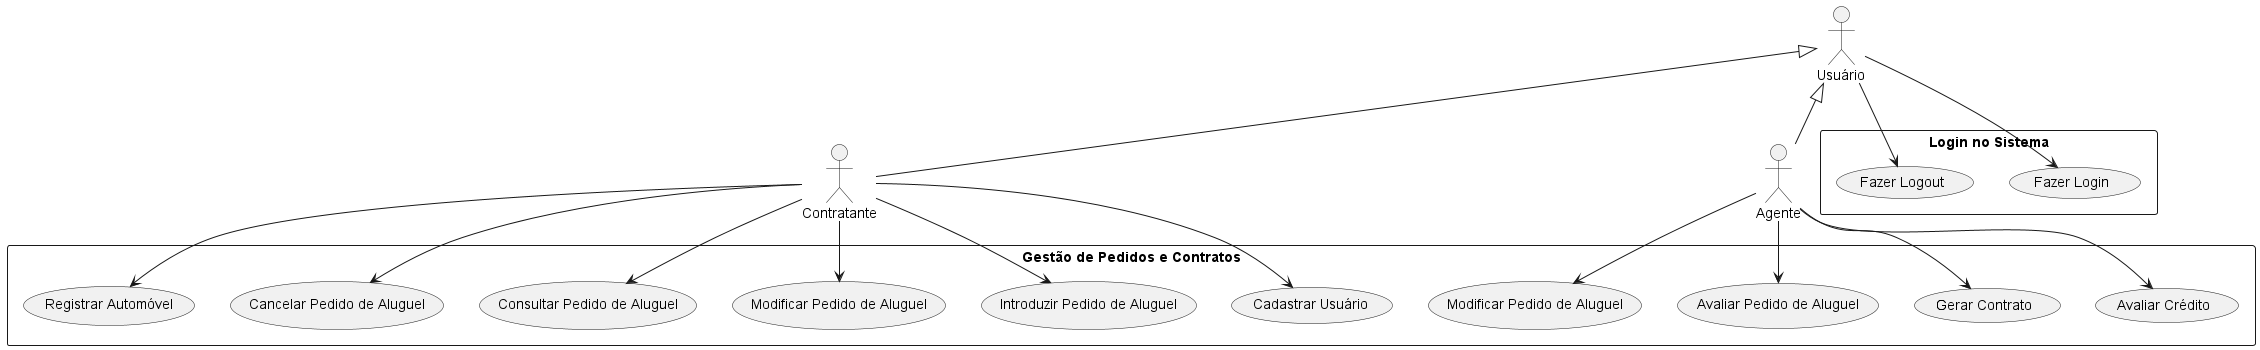 Usuário
Login no Sistema
Fazer Logout
Fazer Login
Contratante
Agente
Gestão de Pedidos e Contratos
Registrar Automóvel
Cancelar Pedido de Aluguel
Consultar Pedido de Aluguel
Modificar Pedido de Aluguel
Introduzir Pedido de Aluguel
Cadastrar Usuário
Modificar Pedido de Aluguel
Avaliar Pedido de Aluguel
Gerar Contrato
Avaliar Crédito